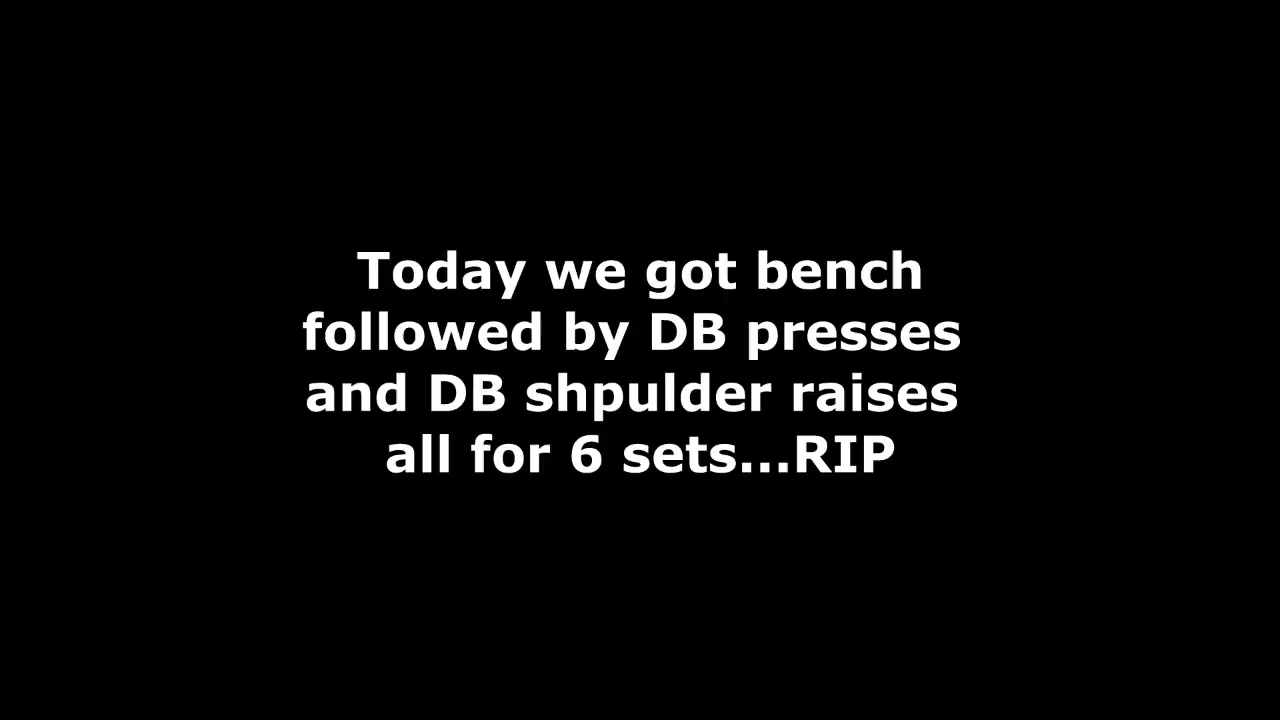 Today we got bench
followed by DB presses
and DB shpulder raises
all for 6 sets...RIP